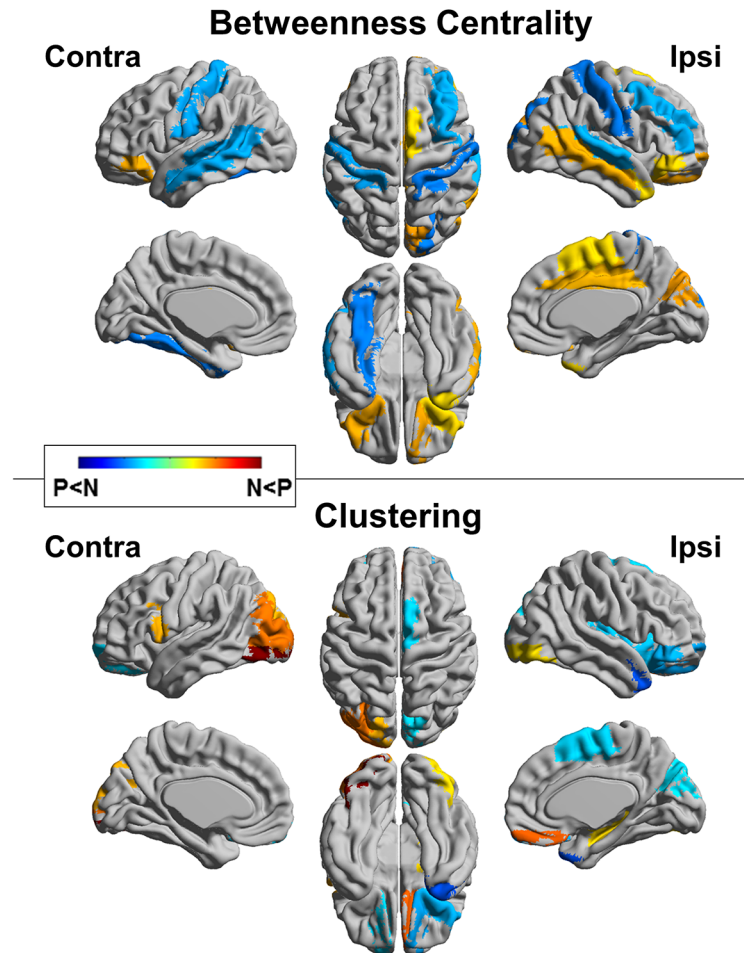 Betweenness Centrality
Contra
Ipsi
P<N
N<P
Clustering
Contra
Ipsi